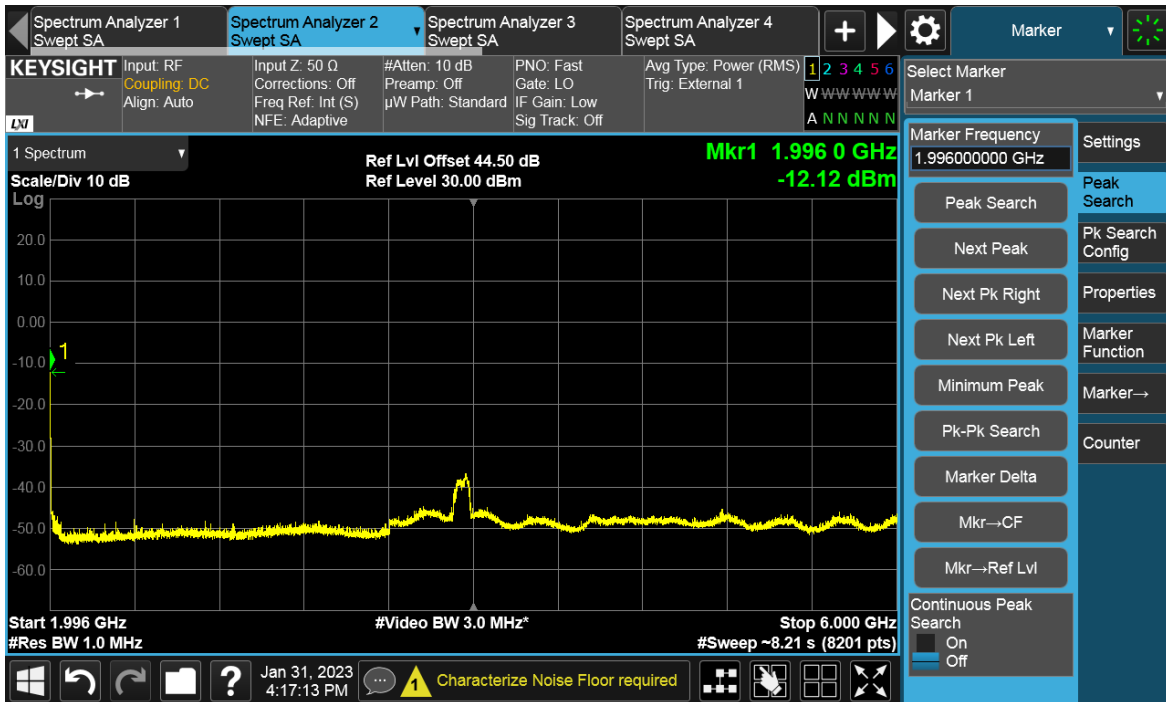 Spectrum Analyzer 1
Swept SA
Spectrum Analyzer 2
Swept SA
Spectrum Analyzer 3
Swept SA
Spectrum Analyzer 4
Swept SA
Marker
KEYSIGHT
LXI
Input: RF
Coupling: DC
Align: Auto
Input Z: 50 Ω
Corrections: Off
Freq Ref: Int (S)
NFE: Adaptive
#Atten: 10 dB
Preamp: Off
µW Path: Standard
PNO: Fast
Gate: LO
IF Gain: Low
Sig Track: Off
Avg Type: Power (RMS)
Trig: External 1
1 2 3 4 5 6
W W W W W W
A N N N N N
Select Marker
Marker 1
1 Spectrum
Scale/Div 10 dB
Log
Ref Lvl Offset 44.50 dB
Ref Level 30.00 dBm
Mkr1 1.996 0 GHz
-12.12 dBm
20.0
10.0
0.00
-10.0
-20.0
-30.0
-40.0
-50.0
-60.0
1
Start 1.996 GHz
#Res BW 1.0 MHz
#Video BW 3.0 MHz*
Stop 6.000 GHz
#Sweep ~8.21 s (8201 pts)
Marker Frequency
1.996000000 GHz
Peak Search
Next Peak
Next Pk Right
Next Pk Left
Minimum Peak
Pk-Pk Search
Marker Delta
Mkr→CF
Mkr→Ref Lvl
Continuous Peak
Search
On
Off
Settings
Peak
Search
Pk Search
Config
Properties
Marker
Function
Marker→
Counter
?
Jan 31, 2023
4:17:13 PM
1
Characterize Noise Floor required